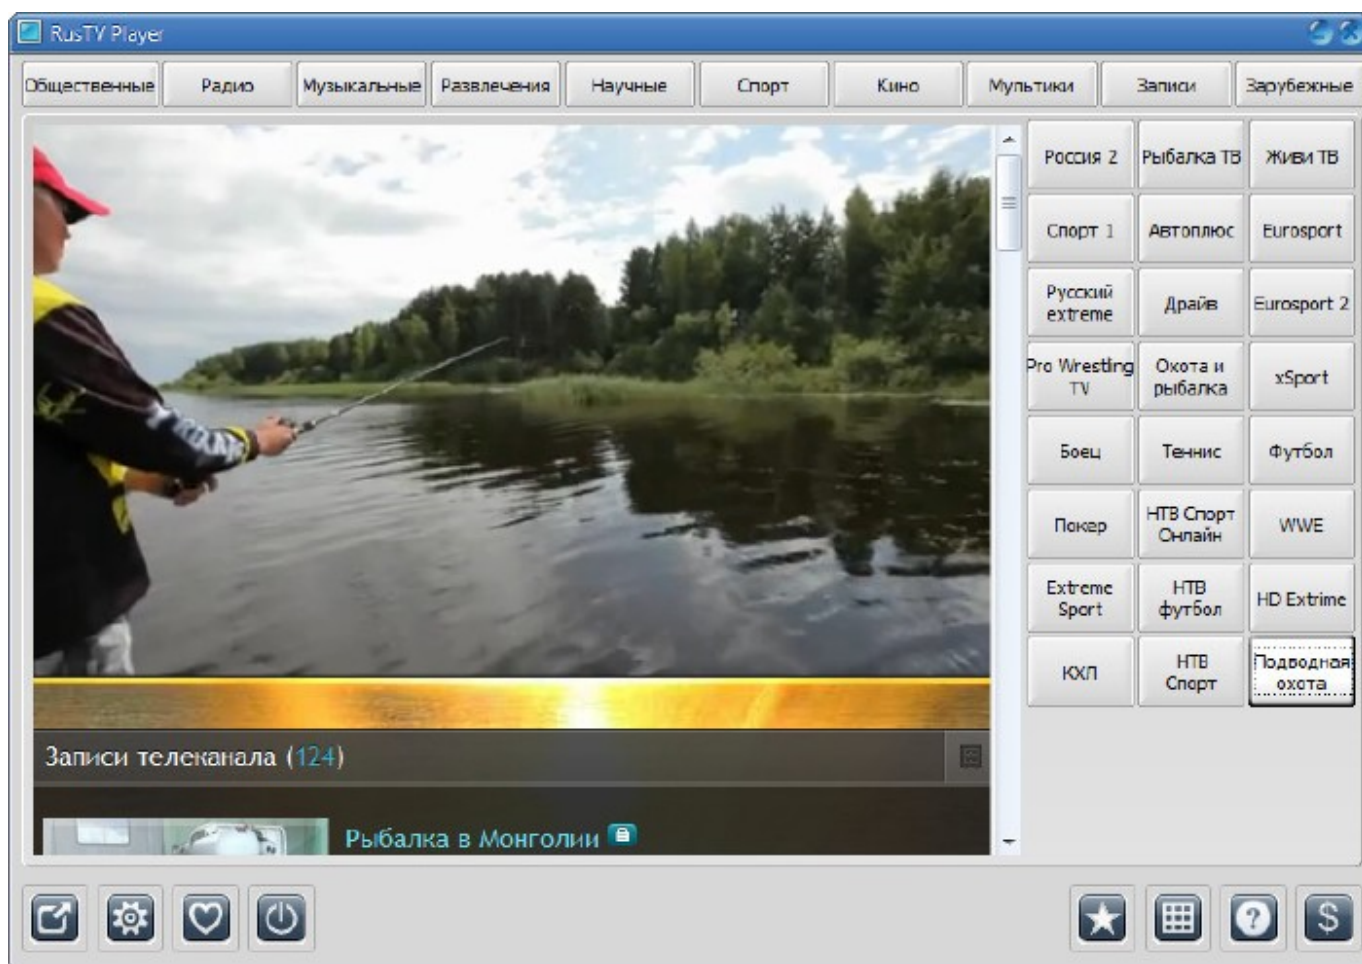 RusTV Player
Общественные
Радио
Музыкальные
Развлечения
Научные
Спорт
Кино
Мультики
Записи
Зарубежные
Россия 2
Рыбалка ТВ
Живи ТВ
Спорт 1
Автоплюс
Eurosport
Русский
extreme
Драйв
Eurosport 2
Pro Wrestling
TV
Охота и
рыбалка
xSport
Боец
Теннис
Футбол
Покер
НТВ Спорт
Онлайн
WWE
Extreme
Sport
НТВ
футбол
HD Extrime
КХЛ
НТВ
Спорт
Подводная
охота
Записи телеканала (124)
Рыбалка в Монголии